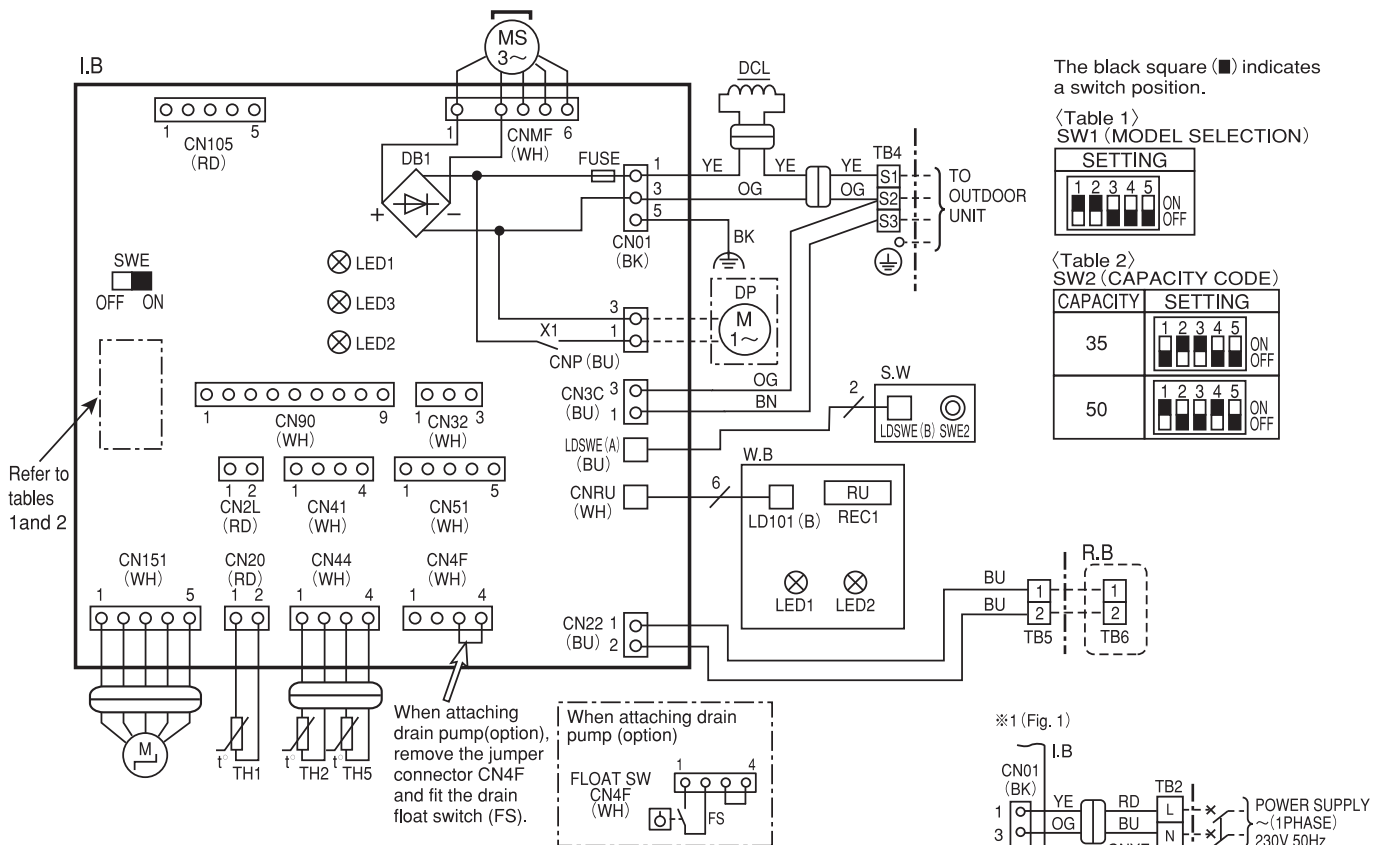 I.B
MS
3～
1 5
CN105
(RD)
1 6
CNMF
(WH)
DB1
+ −
FUSE
DCL
1 YE YE YE
3 OG OG
5
CN01
(BK)
BK
TB4
S1
S2
S3
TO
OUTDOOR
UNIT
SWE
OFF ON
LED1
LED3
LED2
3
1
X1
CNP (BU)
DP
M
1～
Refer to
tables
1and 2
1 9
CN90
(WH)
1 3
CN32
(WH)
CN3C 3
(BU) 1
OG
BN
LDSWE (A)
(BU)
2
S.W
LDSWE (B) SWE2
CNRU
(WH)
6
W.B
LD101 (B)
RU
REC1
LED1 LED2
1 2
CN2L
(RD)
1 4
CN41
(WH)
1 5
CN51
(WH)
CN151
(WH)
1 5
CN20
(RD)
1 2
CN44
(WH)
1 4
CN4F
(WH)
1 4
CN22 1
(BU) 2
BU
BU
1
2
TB5
R.B
1
2
TB6
M
t° TH1
t° TH2
t° TH5
When attaching
drain pump(option),
remove the jumper
connector CN4F
and fit the drain
float switch (FS).
When attaching drain
pump (option)
FLOAT SW
CN4F
(WH)
1 4
FS
The black square (■) indicates
a switch position.
〈Table 1〉
SW1 (MODEL SELECTION)
SETTING
1 2 3 4 5
ON
OFF
〈Table 2〉
SW2 (CAPACITY CODE)
CAPACITY SETTING
35
1 2 3 4 5
ON
OFF
50
1 2 3 4 5
ON
OFF
※1 (Fig. 1)
I.B
CN01
(BK)
1 YE RD
3 OG BU
TB2
L
N
POWER SUPPLY
～(1PHASE)
230V 50Hz